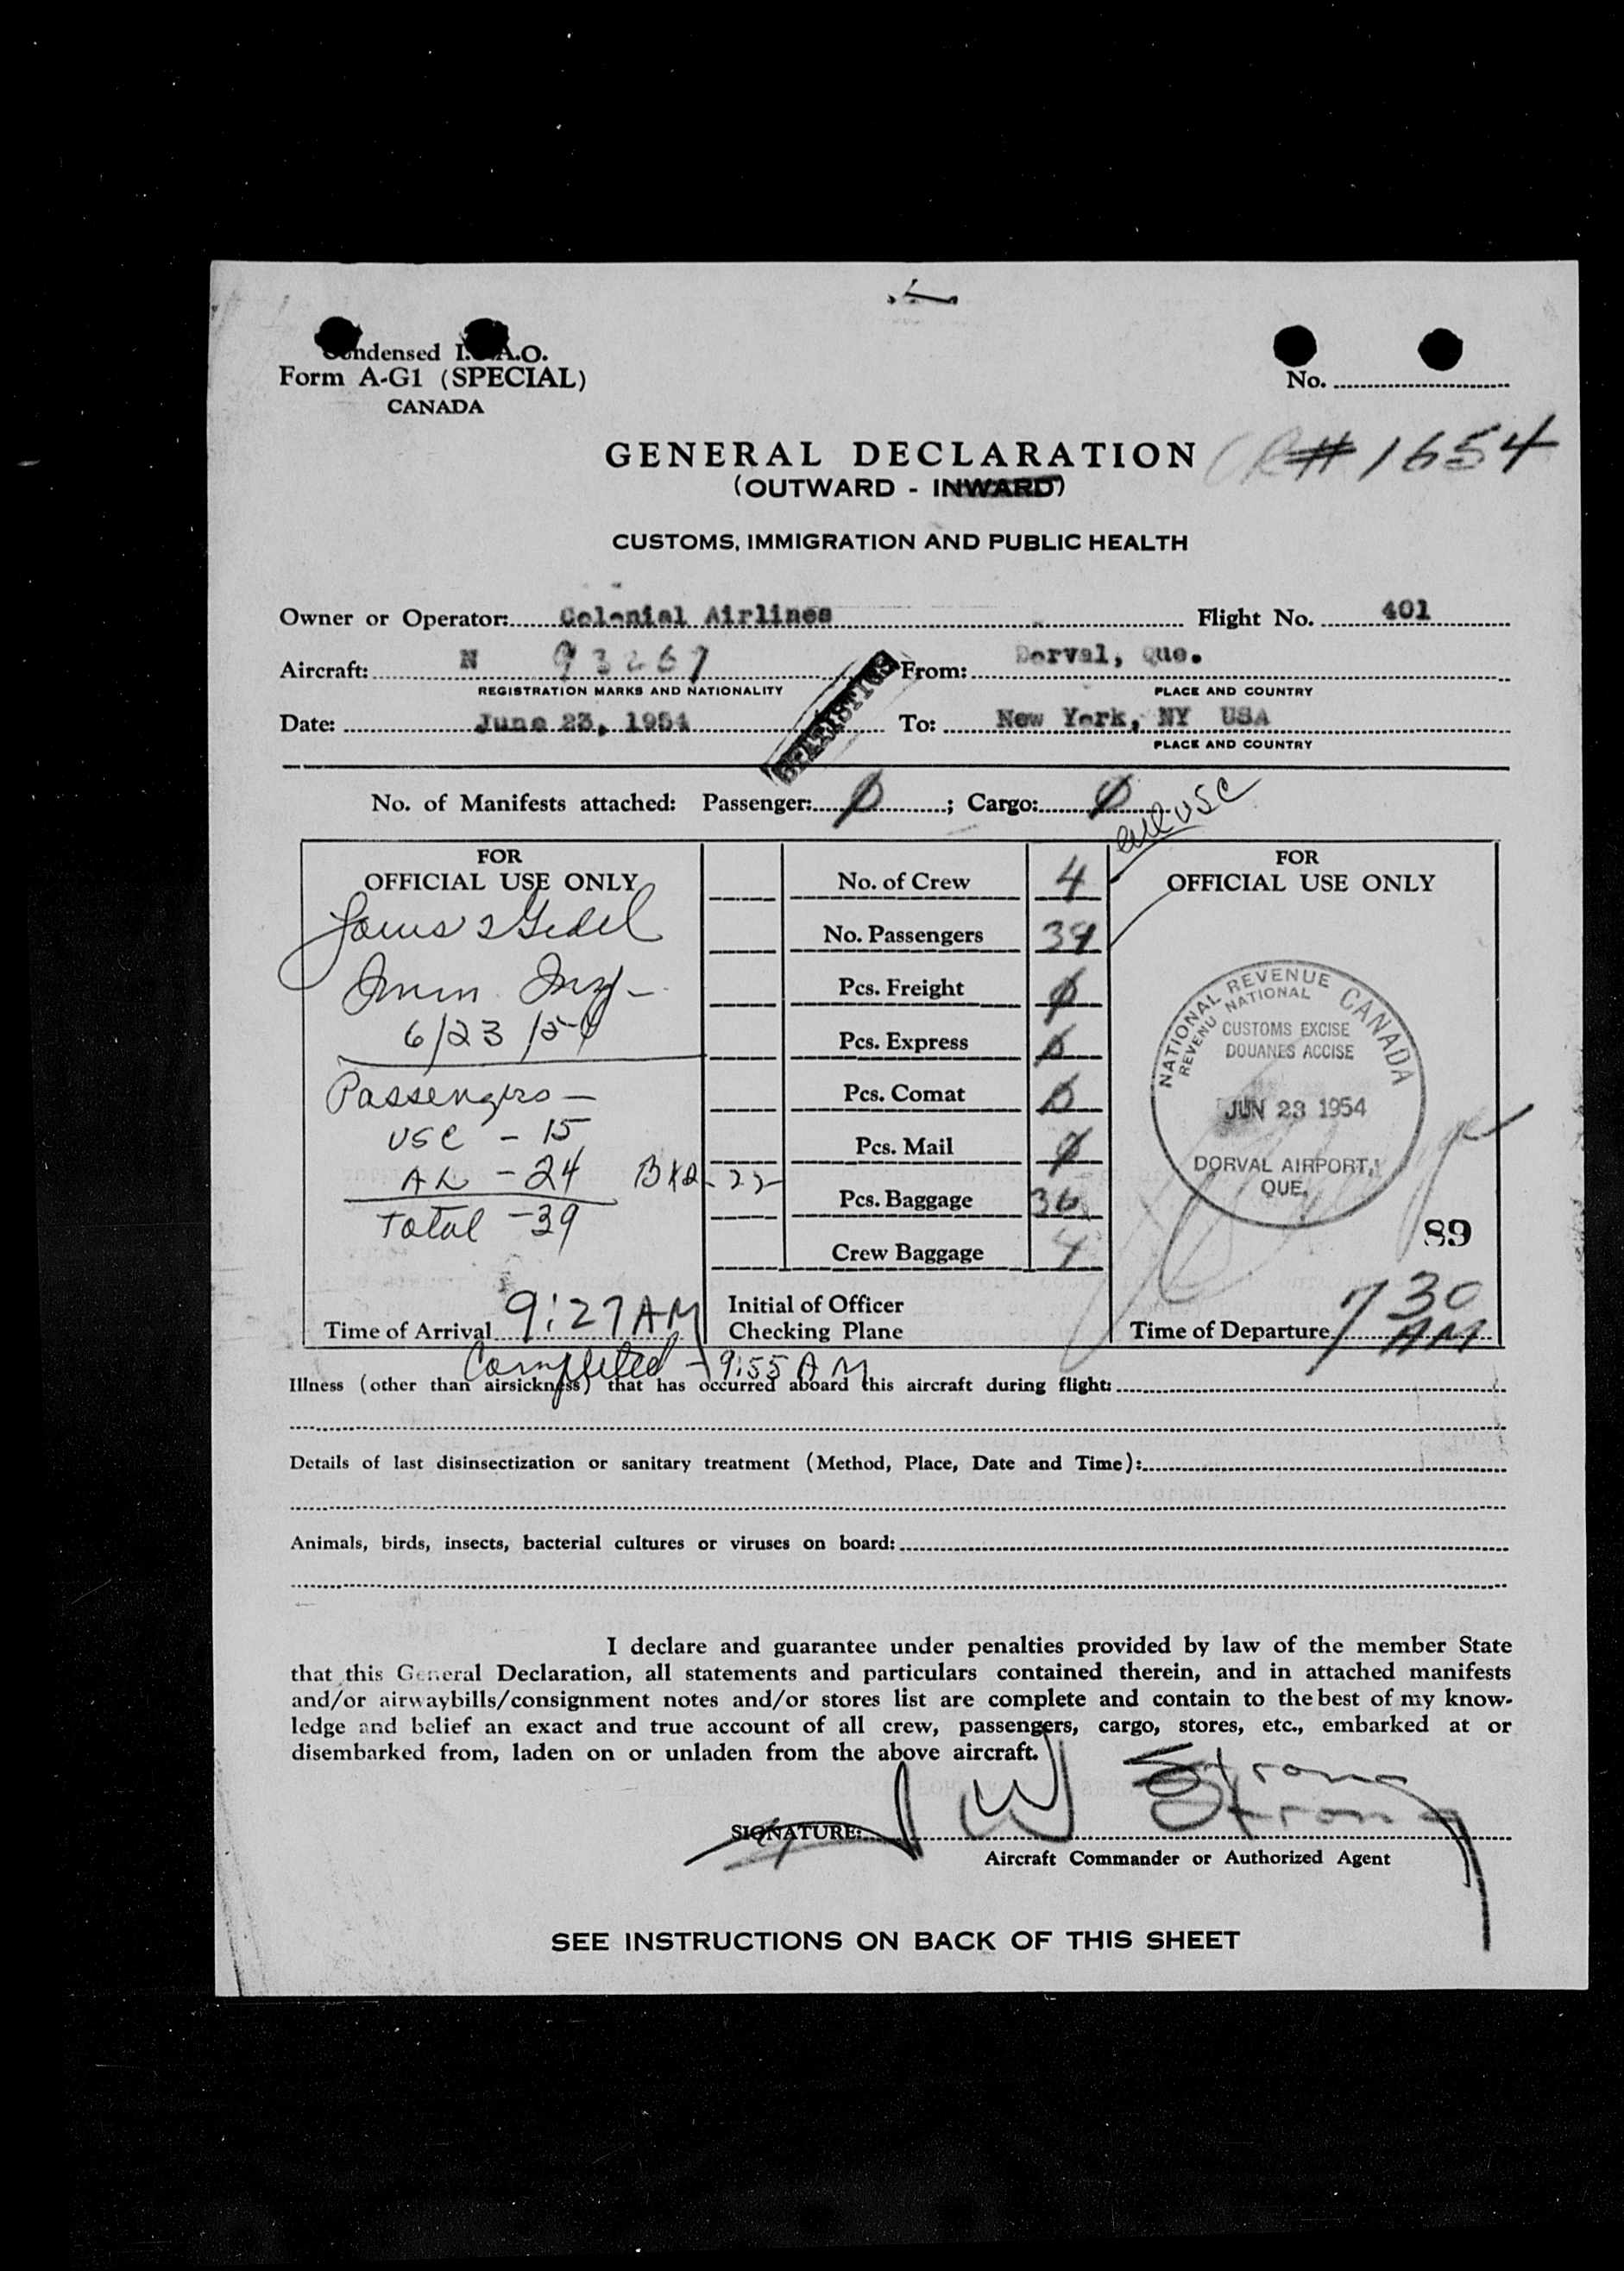 Condensed I.C.A.O.
Form A-G1 (SPECIAL)
CANADA
No.
GENERAL DECLARATION
# 1654
(OUTWARD - INWARD)
CUSTOMS, IMMIGRATION AND PUBLIC HEALTH
Owner or Operator: Colonial Airlines Flight No. 401
Aircraft: N 93267 From: Dorval, Que.
REGISTRATION MARKS AND NATIONALITY PLACE AND COUNTRY
STATISTICS
Date: June 23, 1954 To: New York, NY USA
PLACE AND COUNTRY
No. of Manifests attached: Passenger: 0; Cargo: 0
all USC
FOR
OFFICIAL USE ONLY
6/23/54
Passengers —
USC - 15
AL - 24
Total - 39
Time of Arrival 9:27 AM
Completed - 9:55 AM
No. of Crew 4
No. Passengers 39
Pcs. Freight 0
Pcs. Express 0
Pcs. Comat 0
Pcs. Mail 0
Pcs. Baggage 36
Crew Baggage 4
Initial of Officer
Checking Plane
FOR
OFFICIAL USE ONLY
NATIONAL REVENUE CANADA
REVENU NATIONAL
CUSTOMS EXCISE
DOUANES ACCISE
JUN 23 1954
DORVAL AIRPORT,
QUE.
89
Time of Departure 7 30 AM
Illness (other than airsickness) that has occurred aboard this aircraft during flight:
Details of last disinsectization or sanitary treatment (Method, Place, Date and Time):
Animals, birds, insects, bacterial cultures or viruses on board:
I declare and guarantee under penalties provided by law of the member State
that this General Declaration, all statements and particulars contained therein, and in attached manifests
and/or airwaybills/consignment notes and/or stores list are complete and contain to the best of my know-
ledge and belief an exact and true account of all crew, passengers, cargo, stores, etc., embarked at or
disembarked from, laden on or unladen from the above aircraft.
Strong
SIGNATURE: J W Strong
Aircraft Commander or Authorized Agent
SEE INSTRUCTIONS ON BACK OF THIS SHEET